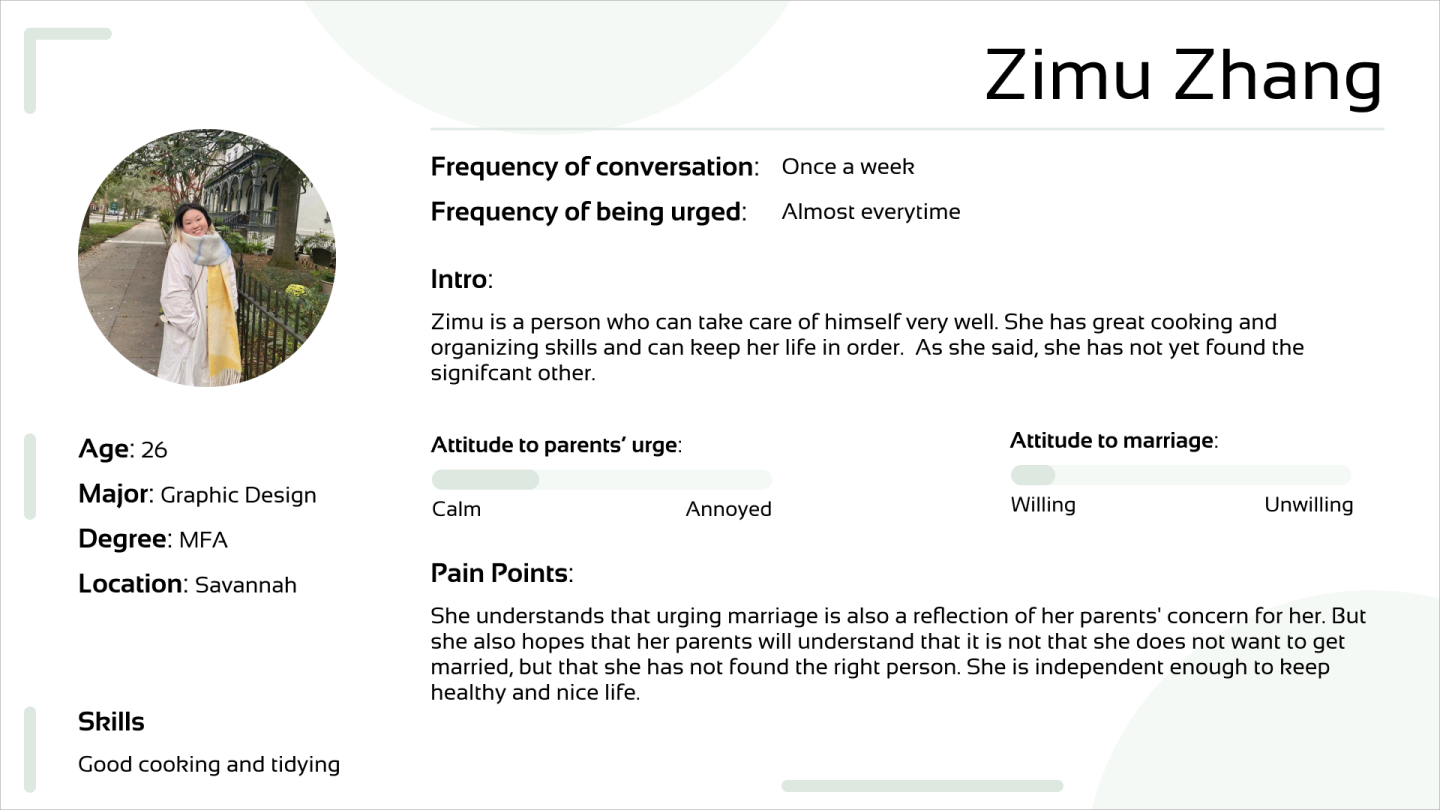 Zimu Zhang
Frequency of conversation: Once a week
Frequency of being urged: Almost everytime
Intro:
Zimu is a person who can take care of himself very well. She has great cooking and
organizing skills and can keep her life in order.  As she said, she has not yet found the
signifcant other.
Age: 26
Major: Graphic Design
Degree: MFA
Location: Savannah
Attitude to parents’ urge:
Calm Annoyed
Attitude to marriage:
Willing Unwilling
Pain Points:
She understands that urging marriage is also a reflection of her parents' concern for her. But
she also hopes that her parents will understand that it is not that she does not want to get
married, but that she has not found the right person. She is independent enough to keep
healthy and nice life.
Skills
Good cooking and tidying